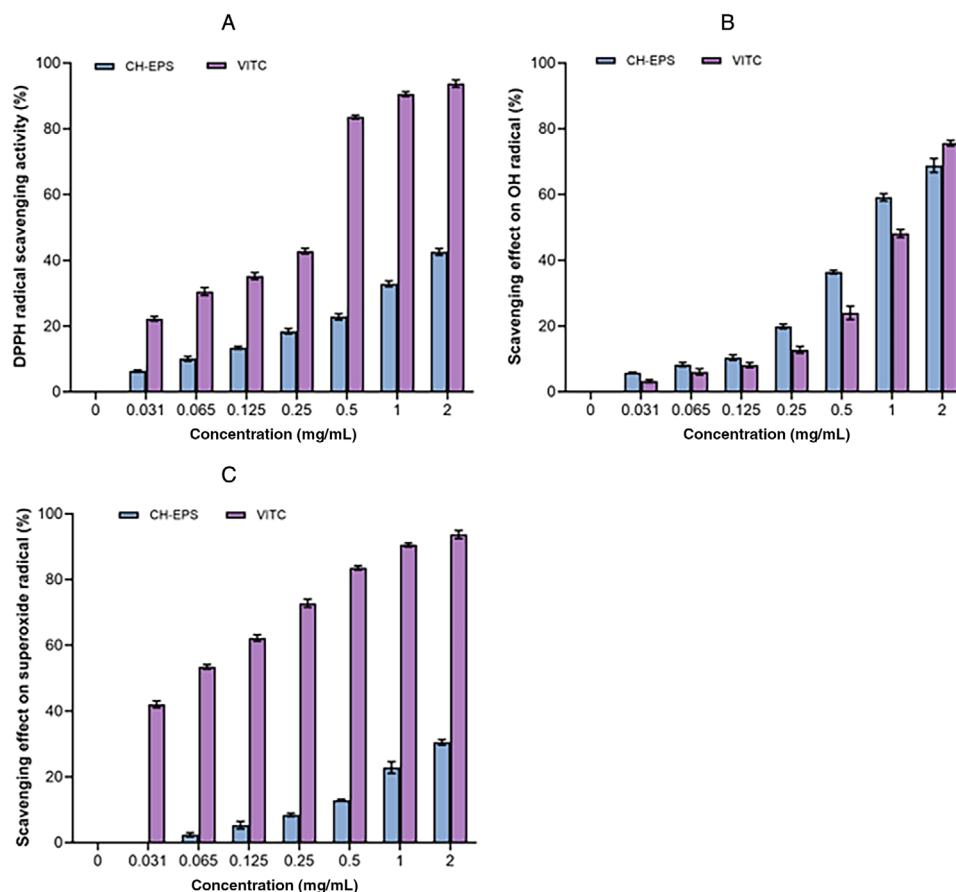 A
CH-EPS VITC
DPPH radical scavenging activity (%)
100
80
60
40
20
0
0 0.031 0.065 0.125 0.25 0.5 1 2
Concentration (mg/mL)
B
CH-EPS VITC
Scavenging effect on OH radical (%)
100
80
60
40
20
0
0 0.031 0.065 0.125 0.25 0.5 1 2
Concentration (mg/mL)
C
CH-EPS VITC
Scavenging effect on superoxide radical (%)
100
80
60
40
20
0
0 0.031 0.065 0.125 0.25 0.5 1 2
Concentration (mg/mL)